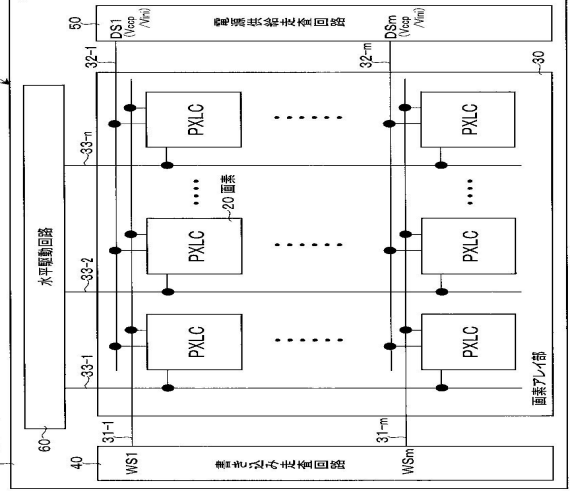 50
電源供給走査回路
DS1
(Vccp
/Vini)
DSm
(Vccp
/Vini)
32-1
32-m
30
PXLC
PXLC
33-n
20 画素
水平駆動回路
PXLC
PXLC
33-2
PXLC
PXLC
33-1
画素アレイ部
60
31-1
31-m
40
WS1
書き込み走査回路
WSm